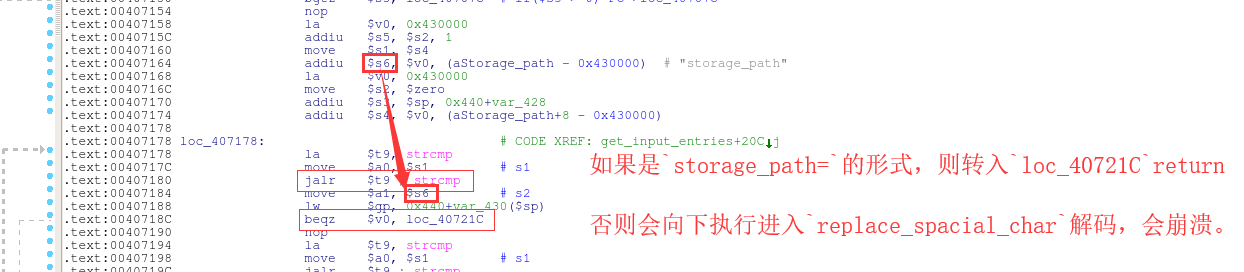 .text:00407154 nop
.text:00407158 la $v0, 0x430000
.text:0040715C addiu $s5, $s2, 1
.text:00407160 move $s1, $s4
.text:00407164 addiu $s6, $v0, (aStorage_path - 0x430000) # "storage_path"
.text:00407168 la $v0, 0x430000
.text:0040716C move $s2, $zero
.text:00407170 addiu $s3, $sp, 0x440+var_428
.text:00407174 addiu $s4, $v0, (aStorage_path+8 - 0x430000)
.text:00407178
.text:00407178 loc_407178: # CODE XREF: get_input_entries+20C↓j
.text:00407178 la $t9, strcmp
.text:0040717C move $a0, $s1 # s1
.text:00407180 jalr $t9 ; strcmp
.text:00407184 move $a1, $s6 # s2
.text:00407188 lw $gp, 0x440+var_430($sp)
.text:0040718C beqz $v0, loc_40721C
.text:00407190 nop
.text:00407194 la $t9, strcmp
.text:00407198 move $a0, $s1 # s1
.text:0040719C jalr $t9 ; strcmp
如果是`storage_path=`的形式，则转入`loc_40721C`return
否则会向下执行进入`replace_spacial_char`解码，会崩溃。